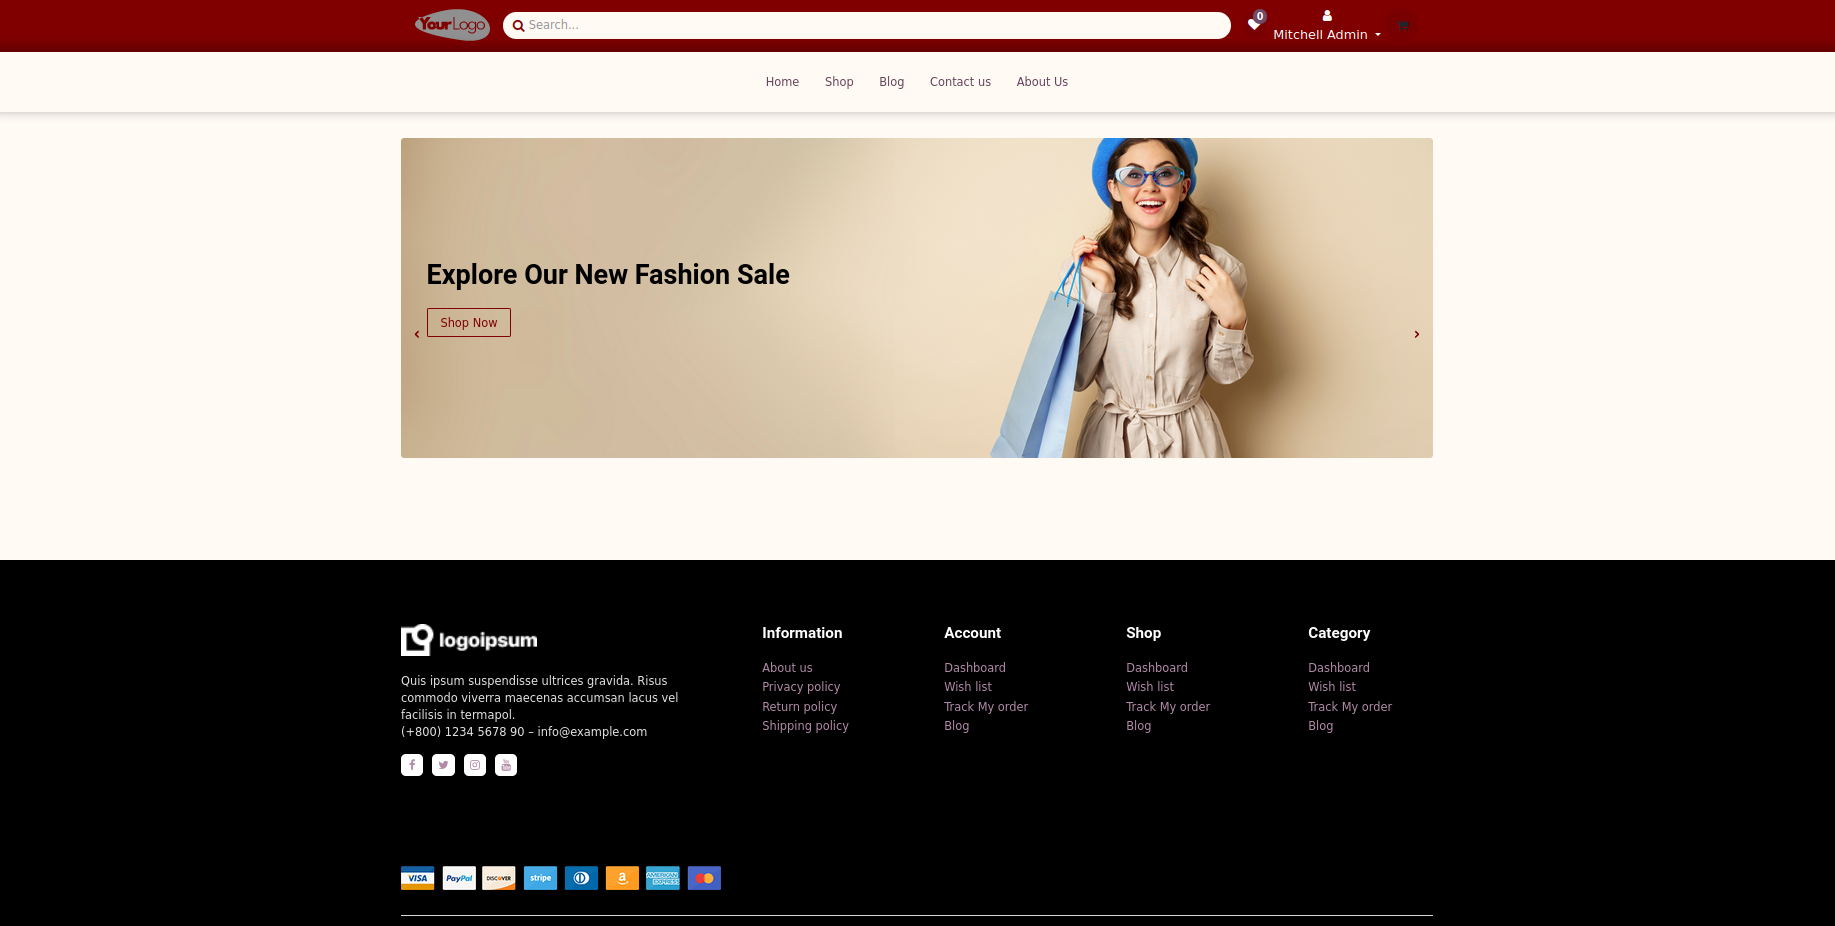 YourLogo
Search...
0
Mitchell Admin
Home Shop Blog Contact us About Us
Explore Our New Fashion Sale
Shop Now
logoipsum
Quis ipsum suspendisse ultrices gravida. Risus
commodo viverra maecenas accumsan lacus vel
facilisis in termapol.
(+800) 1234 5678 90 – info@example.com
Information
About us
Privacy policy
Return policy
Shipping policy
Account
Dashboard
Wish list
Track My order
Blog
Shop
Dashboard
Wish list
Track My order
Blog
Category
Dashboard
Wish list
Track My order
Blog
VISA PayPal DISCOVER stripe a AMERICAN EXPRESS